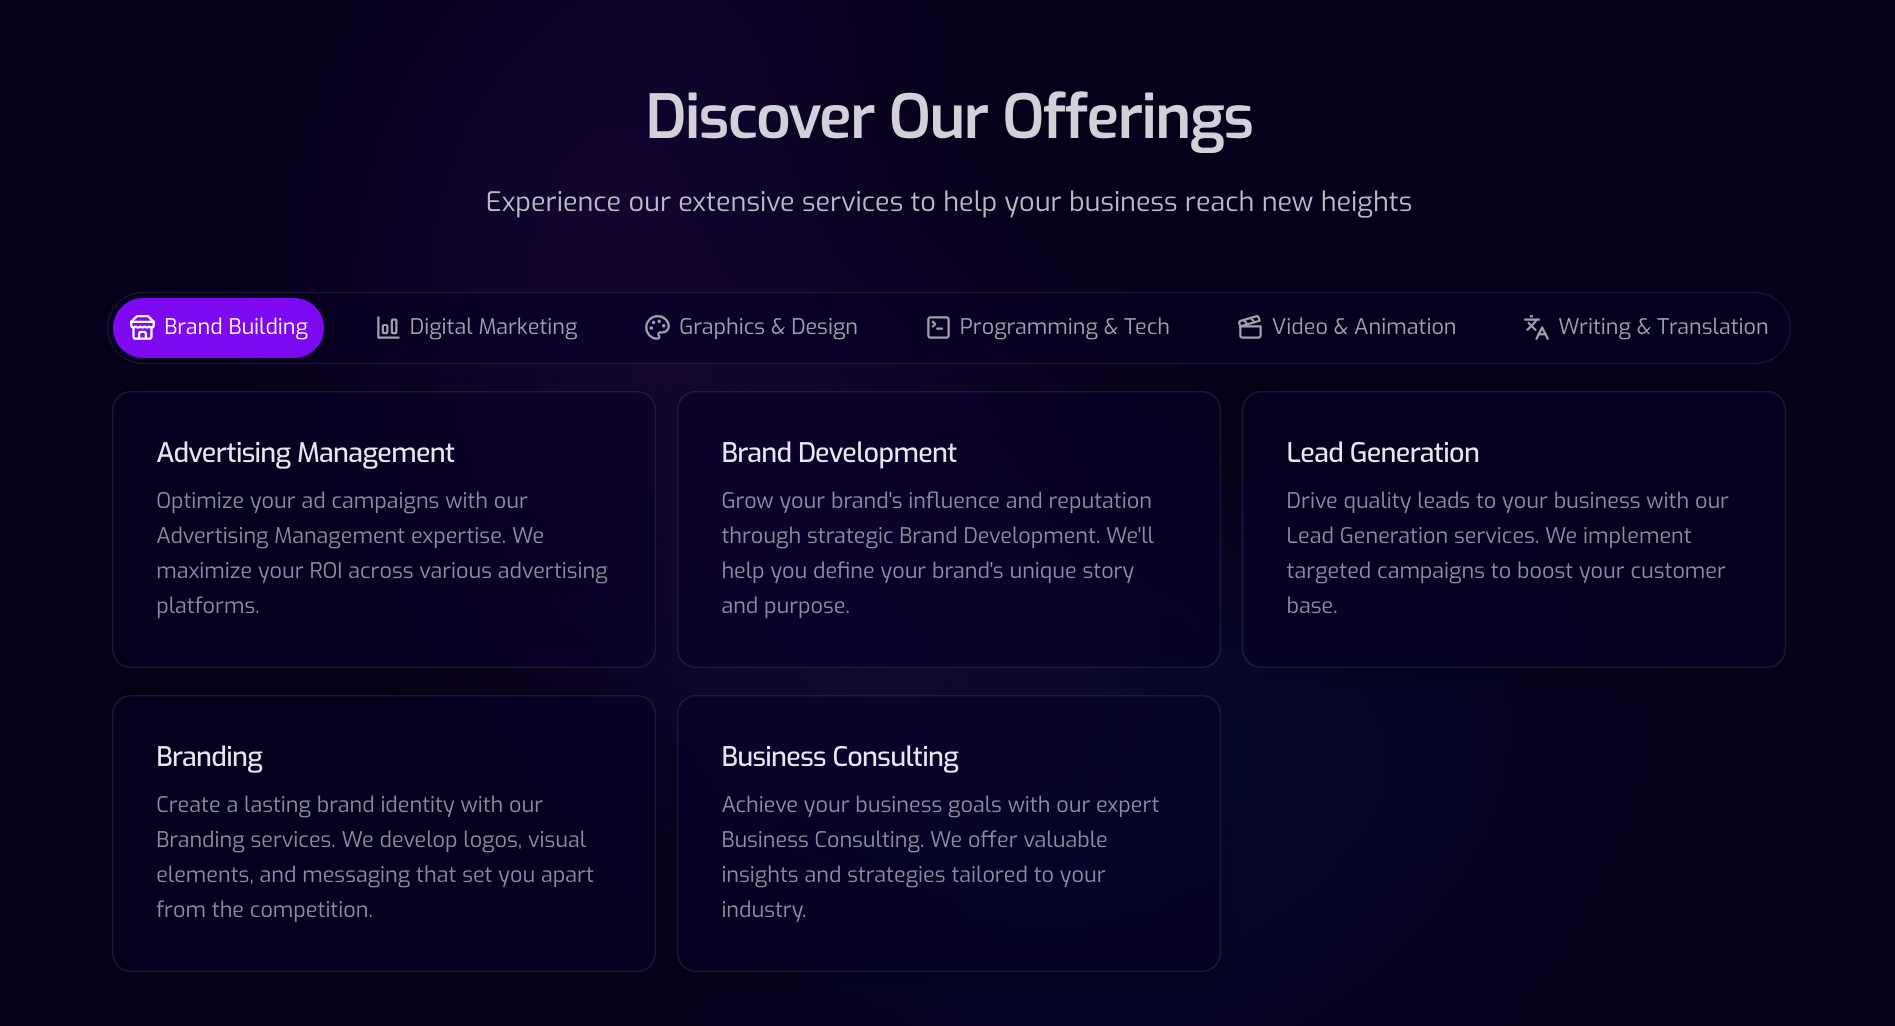 Discover Our Offerings
Experience our extensive services to help your business reach new heights
Brand Building
Digital Marketing
Graphics & Design
Programming & Tech
Video & Animation
Writing & Translation
Advertising Management
Optimize your ad campaigns with our
Advertising Management expertise. We
maximize your ROI across various advertising
platforms.
Brand Development
Grow your brand's influence and reputation
through strategic Brand Development. We'll
help you define your brand's unique story
and purpose.
Lead Generation
Drive quality leads to your business with our
Lead Generation services. We implement
targeted campaigns to boost your customer
base.
Branding
Create a lasting brand identity with our
Branding services. We develop logos, visual
elements, and messaging that set you apart
from the competition.
Business Consulting
Achieve your business goals with our expert
Business Consulting. We offer valuable
insights and strategies tailored to your
industry.